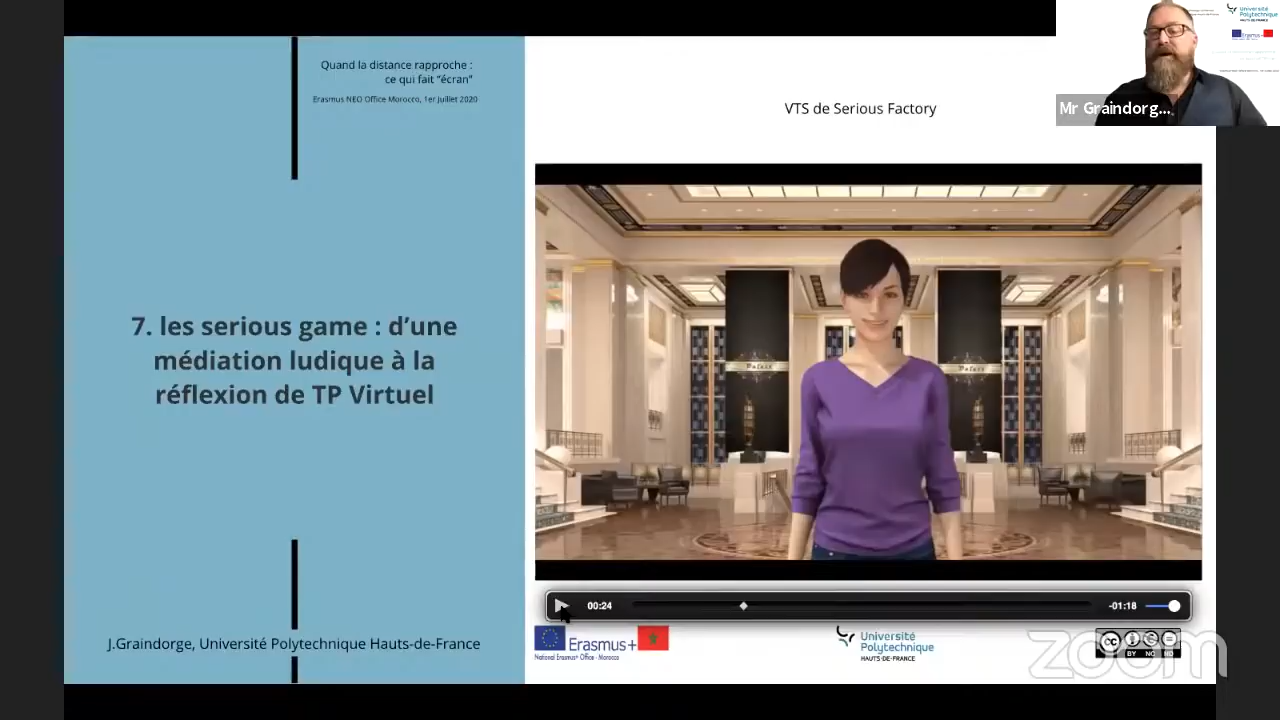 Quand la distance rapproche :
ce qui fait “écran”
Erasmus NEO Office Morocco, 1er juillet 2020
7. les serious game : d’une
médiation ludique à la
réflexion de TP Virtuel
J.Graindorge, Université Polytechnique Hauts-de-France
VTS de Serious Factory
Palace
Palace
00:24
-01:18
Erasmus+
National Erasmus+ Office - Morocco
Université
Polytechnique
HAUTS-DE-FRANCE
cc
BY NC ND
zoom
Université
Polytechnique
HAUTS-DE-FRANCE
Erasmus+
Mr Graindorg...